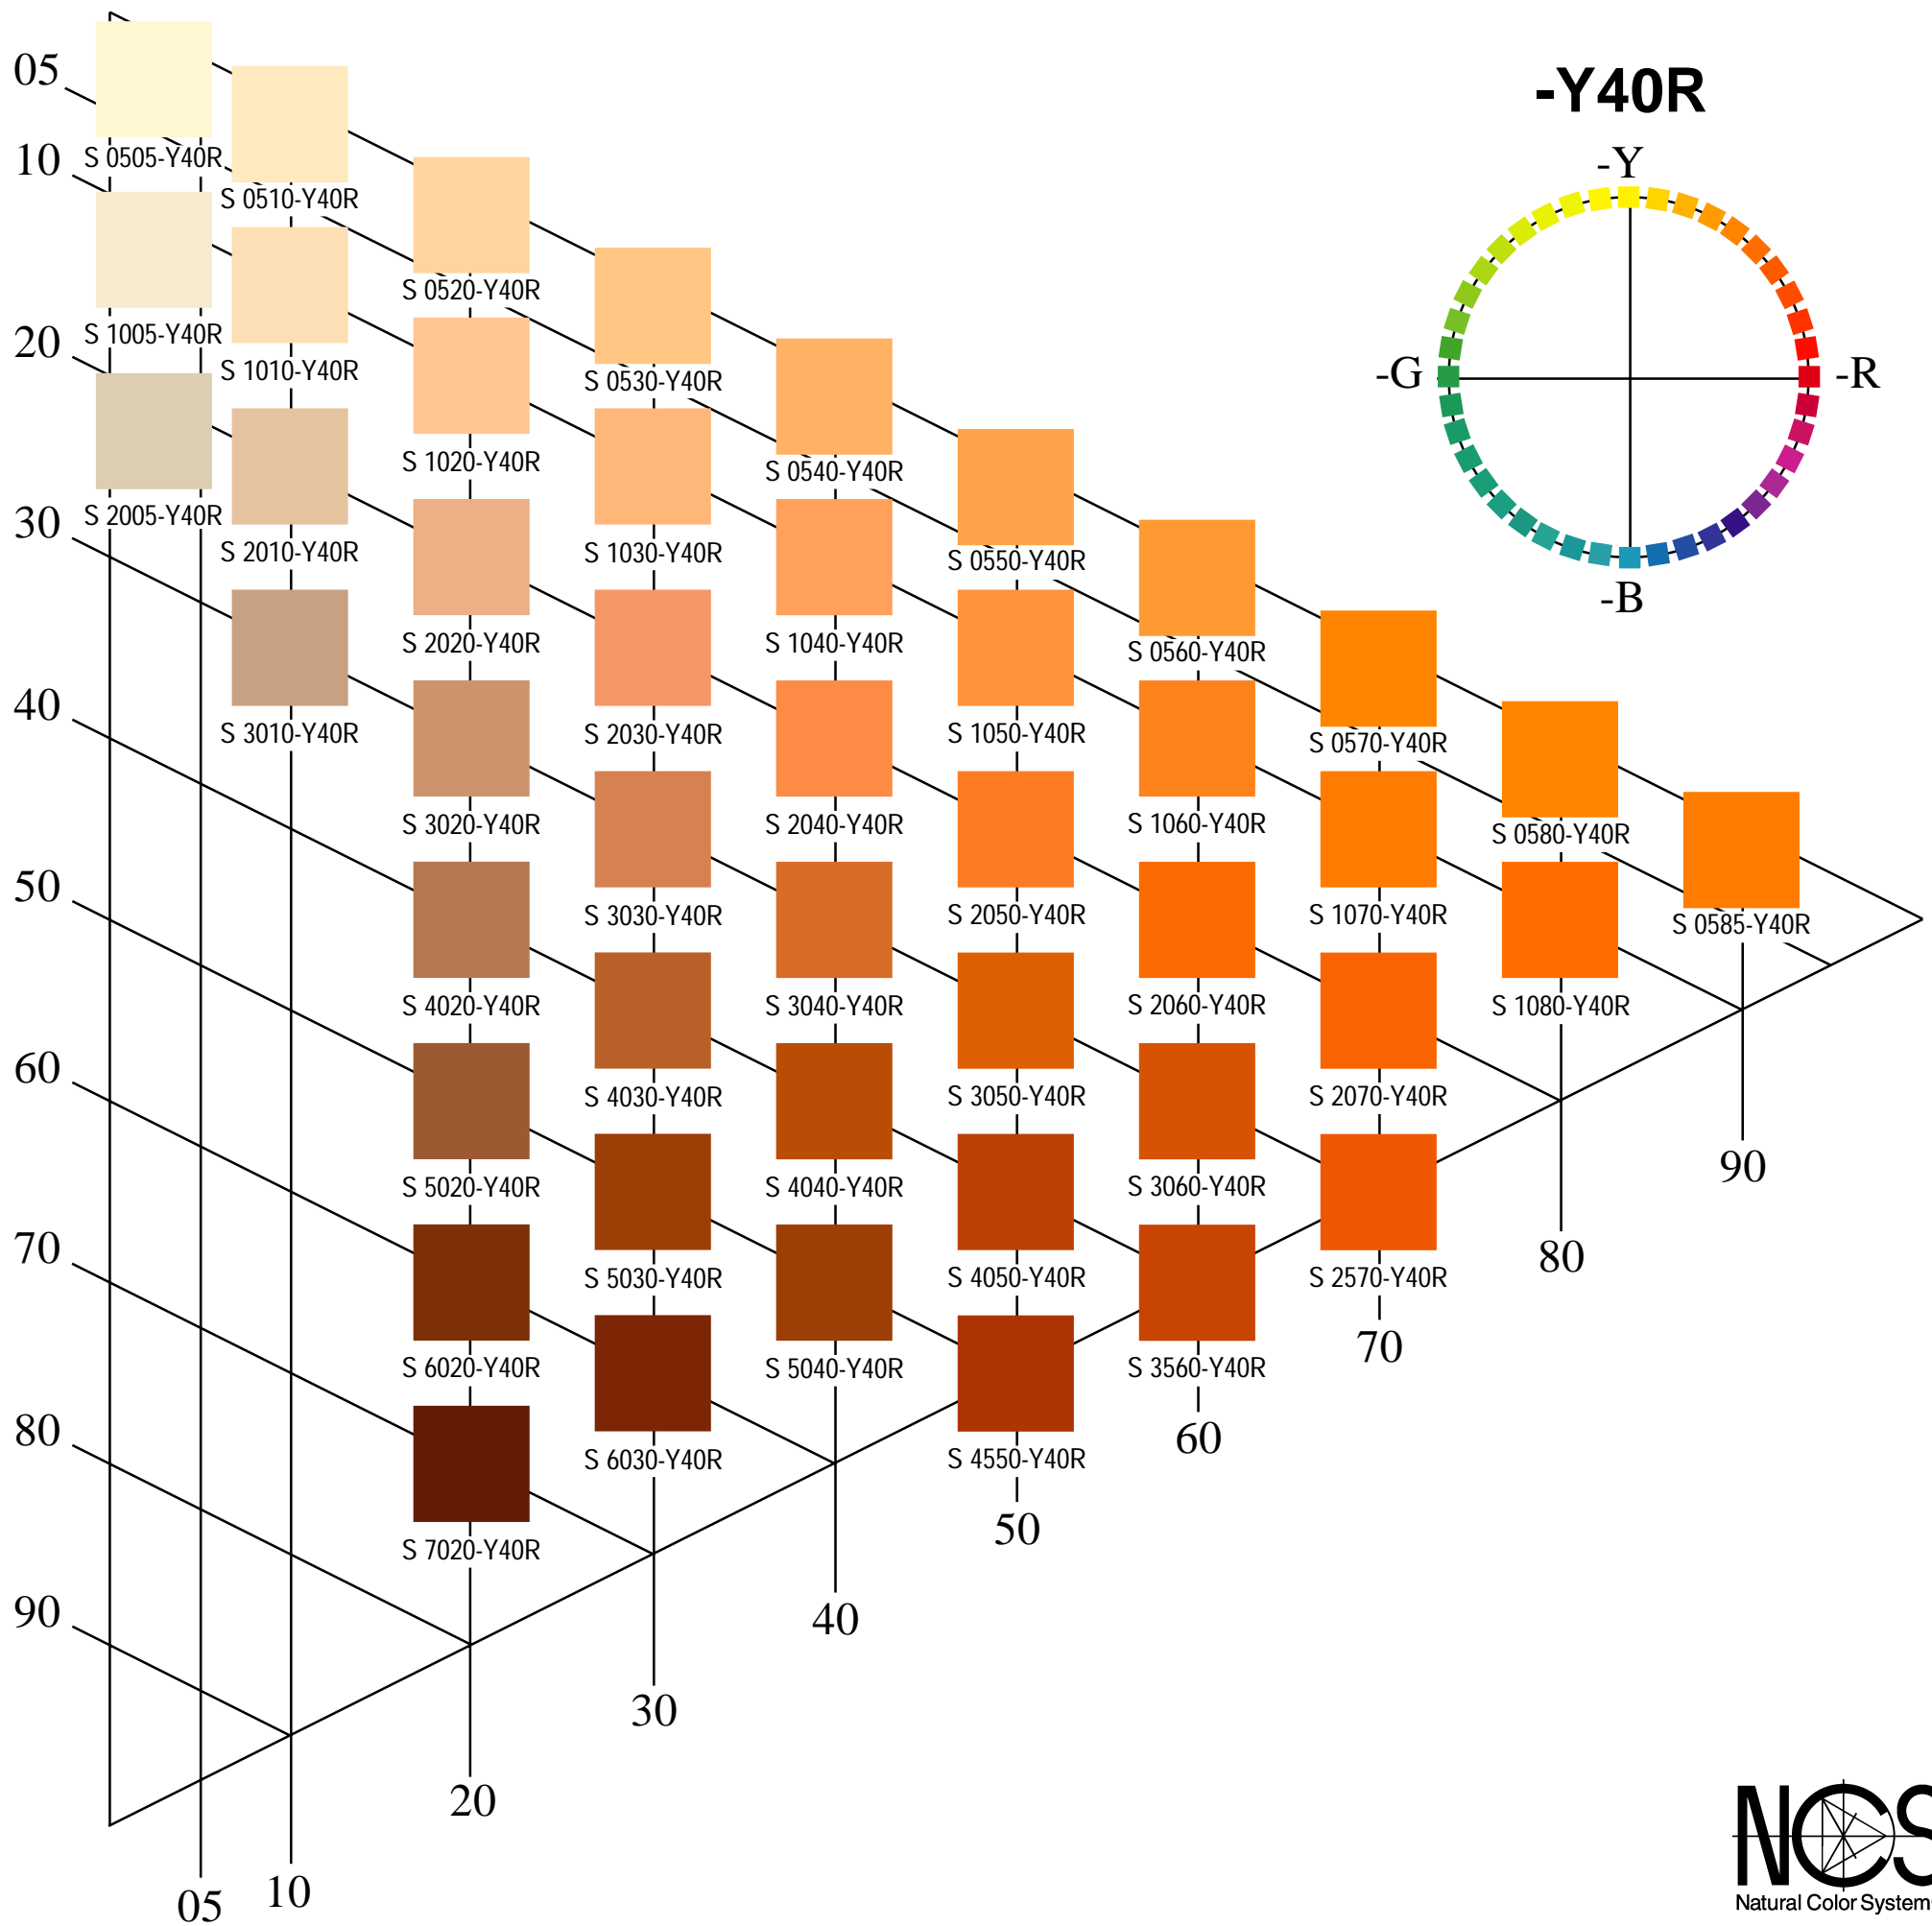 -Y40R
-Y
-G
-R
-B
05
10
20
30
40
50
60
70
80
90
S 0505-Y40R
S 0510-Y40R
S 0520-Y40R
S 0530-Y40R
S 0540-Y40R
S 0550-Y40R
S 0560-Y40R
S 0570-Y40R
S 0580-Y40R
S 0585-Y40R
S 1005-Y40R
S 1010-Y40R
S 1020-Y40R
S 1030-Y40R
S 1040-Y40R
S 1050-Y40R
S 1060-Y40R
S 1070-Y40R
S 1080-Y40R
S 2005-Y40R
S 2010-Y40R
S 2020-Y40R
S 2030-Y40R
S 2040-Y40R
S 2050-Y40R
S 2060-Y40R
S 2070-Y40R
S 2570-Y40R
S 3010-Y40R
S 3020-Y40R
S 3030-Y40R
S 3040-Y40R
S 3050-Y40R
S 3060-Y40R
S 3560-Y40R
S 4020-Y40R
S 4030-Y40R
S 4040-Y40R
S 4050-Y40R
S 4550-Y40R
S 5020-Y40R
S 5030-Y40R
S 5040-Y40R
S 6020-Y40R
S 6030-Y40R
S 7020-Y40R
05
10
20
30
40
50
60
70
80
90
NCS
Natural Color System